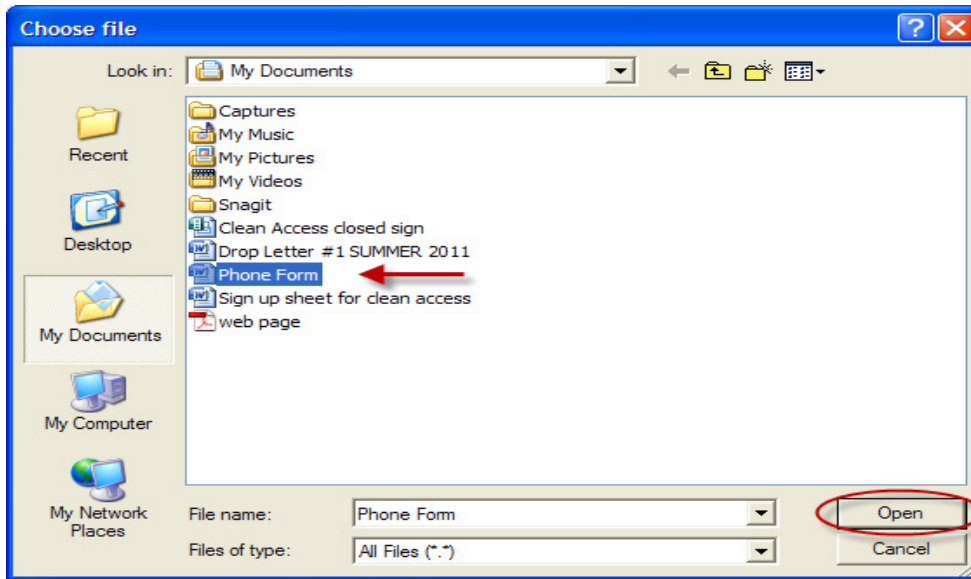 Choose file
Look in: My Documents
Recent
Desktop
My Documents
My Computer
My Network
Places
Captures
My Music
My Pictures
My Videos
Snagit
Clean Access closed sign
Drop Letter #1 SUMMER 2011
Phone Form
Sign up sheet for clean access
web page
File name: Phone Form Open
Files of type: All Files (*.*) Cancel